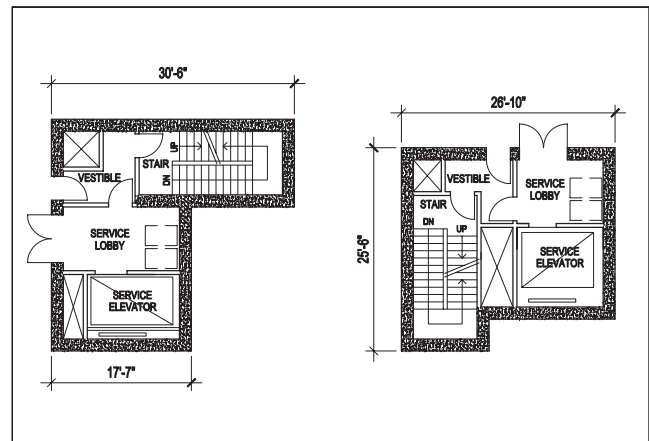 30'-6"
UP
STAIR
VESTIBLE
DN
SERVICE
LOBBY
SERVICE
ELEVATOR
17'-7"
26'-10"
25'-6"
VESTIBLE
SERVICE
LOBBY
STAIR
DN
UP
SERVICE
ELEVATOR